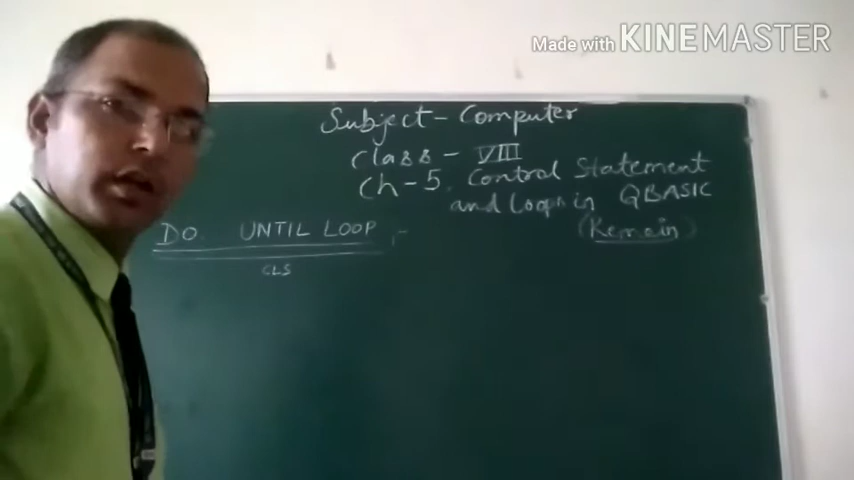 Made with KINEMASTER
Subject - Computer
Class - VIII
Ch-5. Control Statement
and Loop in QBASIC
(Remain)
DO UNTIL LOOP :-
CLS